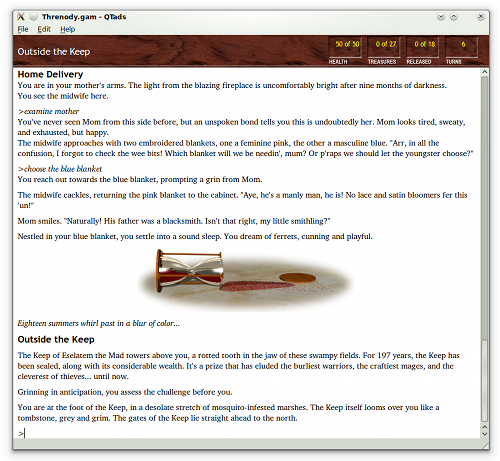 Threnody.gam - QTads
File Edit Help
Outside the Keep
50 of 50 0 of 27 0 of 18 6
HEALTH TREASURES RELEASED TURNS
Home Delivery
You are in your mother's arms. The light from the blazing fireplace is uncomfortably bright after nine months of darkness.
You see the midwife here.
>examine mother
You've never seen Mom from this side before, but an unspoken bond tells you this is undoubtedly her. Mom looks tired, sweaty,
and exhausted, but happy.
The midwife approaches with two embroidered blankets, one a feminine pink, the other a masculine blue. "Arr, in all the
confusion, I forgot to check the wee bits! Which blanket will we be needin', mum? Or p'raps we should let the youngster choose?"
>choose the blue blanket
You reach out towards the blue blanket, prompting a grin from Mom.
The midwife cackles, returning the pink blanket to the cabinet. "Aye, he's a manly man, he is! No lace and satin bloomers fer this
'un!"
Mom smiles. "Naturally! His father was a blacksmith. Isn't that right, my little smithling?"
Nestled in your blue blanket, you settle into a sound sleep. You dream of ferrets, cunning and playful.
Eighteen summers whirl past in a blur of color...
Outside the Keep
The Keep of Eselatem the Mad towers above you, a rotted tooth in the jaw of these swampy fields. For 197 years, the Keep has
been sealed, along with its considerable wealth. It's a prize that has eluded the burliest warriors, the craftiest mages, and the
cleverest of thieves... until now.
Grinning in anticipation, you assess the challenge before you.
You are at the foot of the Keep, in a desolate stretch of mosquito-infested marshes. The Keep itself looms over you like a
tombstone, grey and grim. The gates of the Keep lie straight ahead to the north.
>